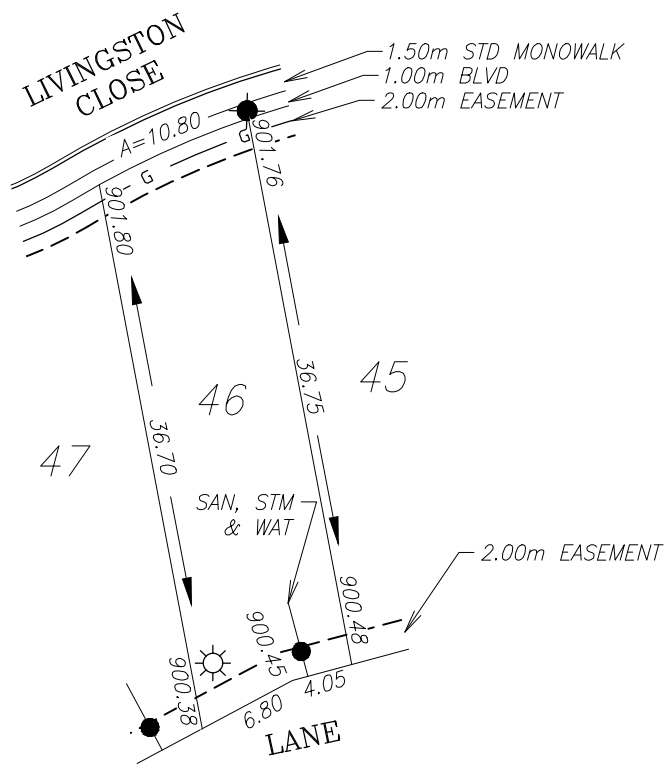 LIVINGSTON
CLOSE
1.50m STD MONOWALK
1.00m BLVD
2.00m EASEMENT
A=10.80
G
G
901.76
901.80
36.75
36.70
45
46
47
SAN, STM
& WAT
2.00m EASEMENT
900.48
900.45
900.38
4.05
6.80
LANE